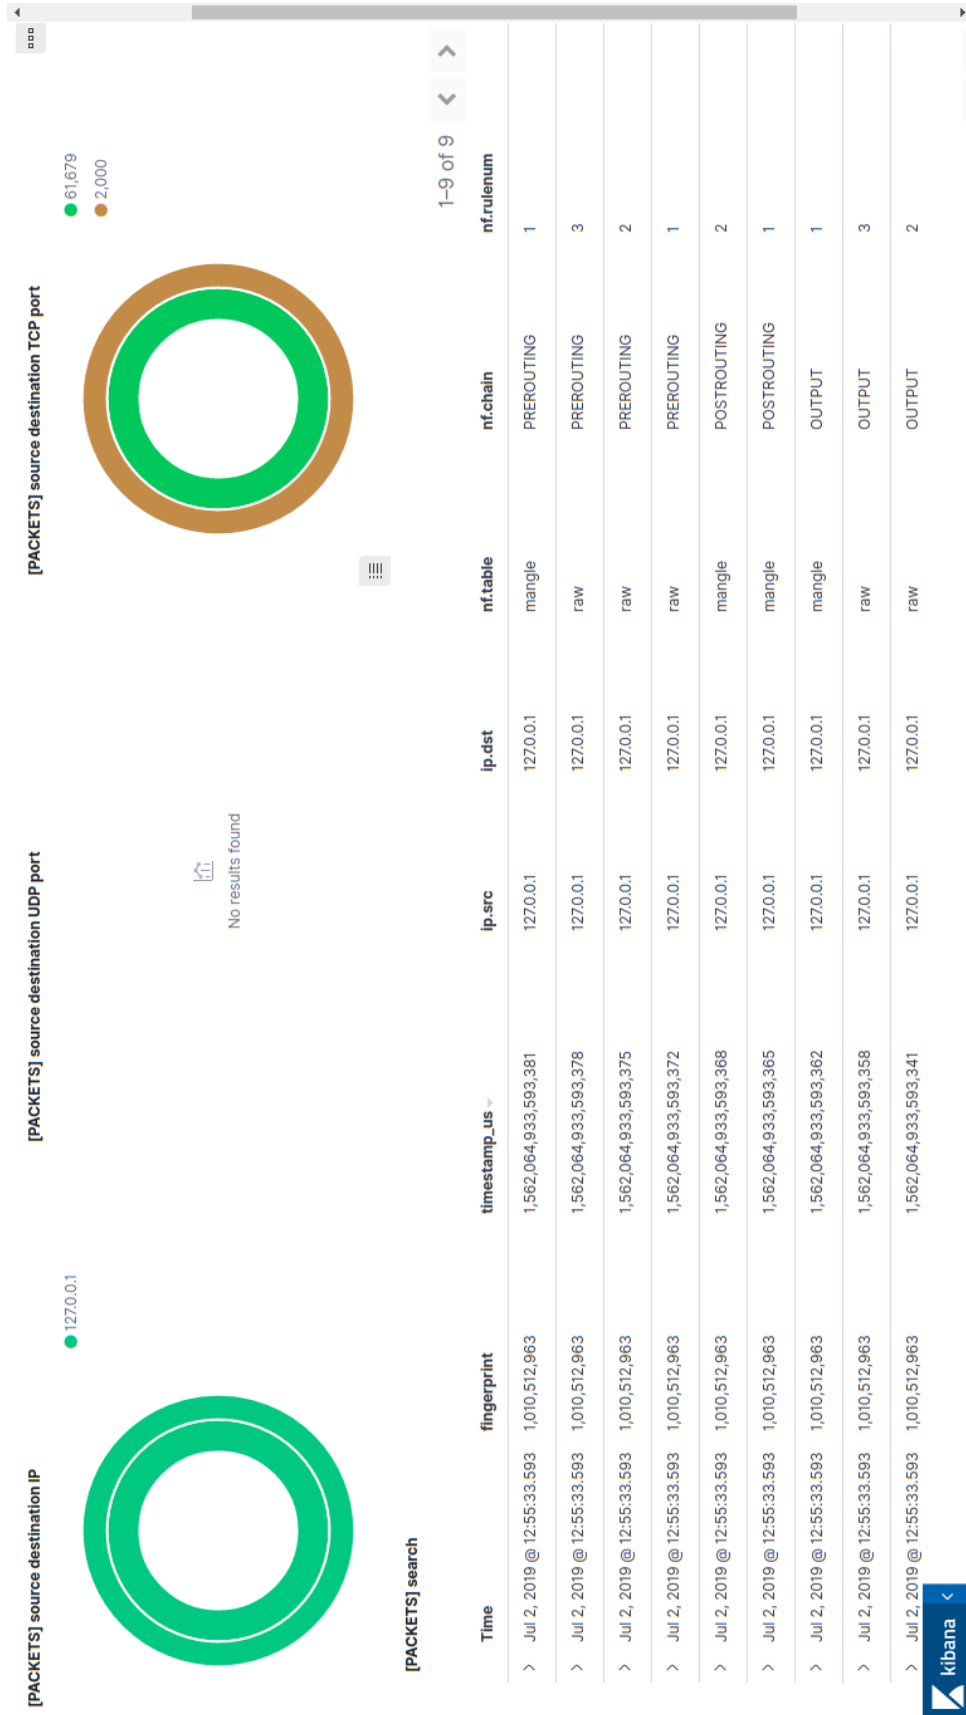 [PACKETS] source destination IP
127.0.0.1
[PACKETS] source destination UDP port
No results found
[PACKETS] source destination TCP port
61,679
2,000
[PACKETS] search
1–9 of 9
Time fingerprint timestamp_us ip.src ip.dst nf.table nf.chain nf.rulenum
Jul 2, 2019 @ 12:55:33.593 1,010,512,963 1,562,064,933,593,381 127.0.0.1 127.0.0.1 mangle PREROUTING 1
Jul 2, 2019 @ 12:55:33.593 1,010,512,963 1,562,064,933,593,378 127.0.0.1 127.0.0.1 raw PREROUTING 3
Jul 2, 2019 @ 12:55:33.593 1,010,512,963 1,562,064,933,593,375 127.0.0.1 127.0.0.1 raw PREROUTING 2
Jul 2, 2019 @ 12:55:33.593 1,010,512,963 1,562,064,933,593,372 127.0.0.1 127.0.0.1 raw PREROUTING 1
Jul 2, 2019 @ 12:55:33.593 1,010,512,963 1,562,064,933,593,368 127.0.0.1 127.0.0.1 mangle POSTROUTING 2
Jul 2, 2019 @ 12:55:33.593 1,010,512,963 1,562,064,933,593,365 127.0.0.1 127.0.0.1 mangle POSTROUTING 1
Jul 2, 2019 @ 12:55:33.593 1,010,512,963 1,562,064,933,593,362 127.0.0.1 127.0.0.1 mangle OUTPUT 1
Jul 2, 2019 @ 12:55:33.593 1,010,512,963 1,562,064,933,593,358 127.0.0.1 127.0.0.1 raw OUTPUT 3
Jul 2, 2019 @ 12:55:33.593 1,010,512,963 1,562,064,933,593,341 127.0.0.1 127.0.0.1 raw OUTPUT 2
kibana